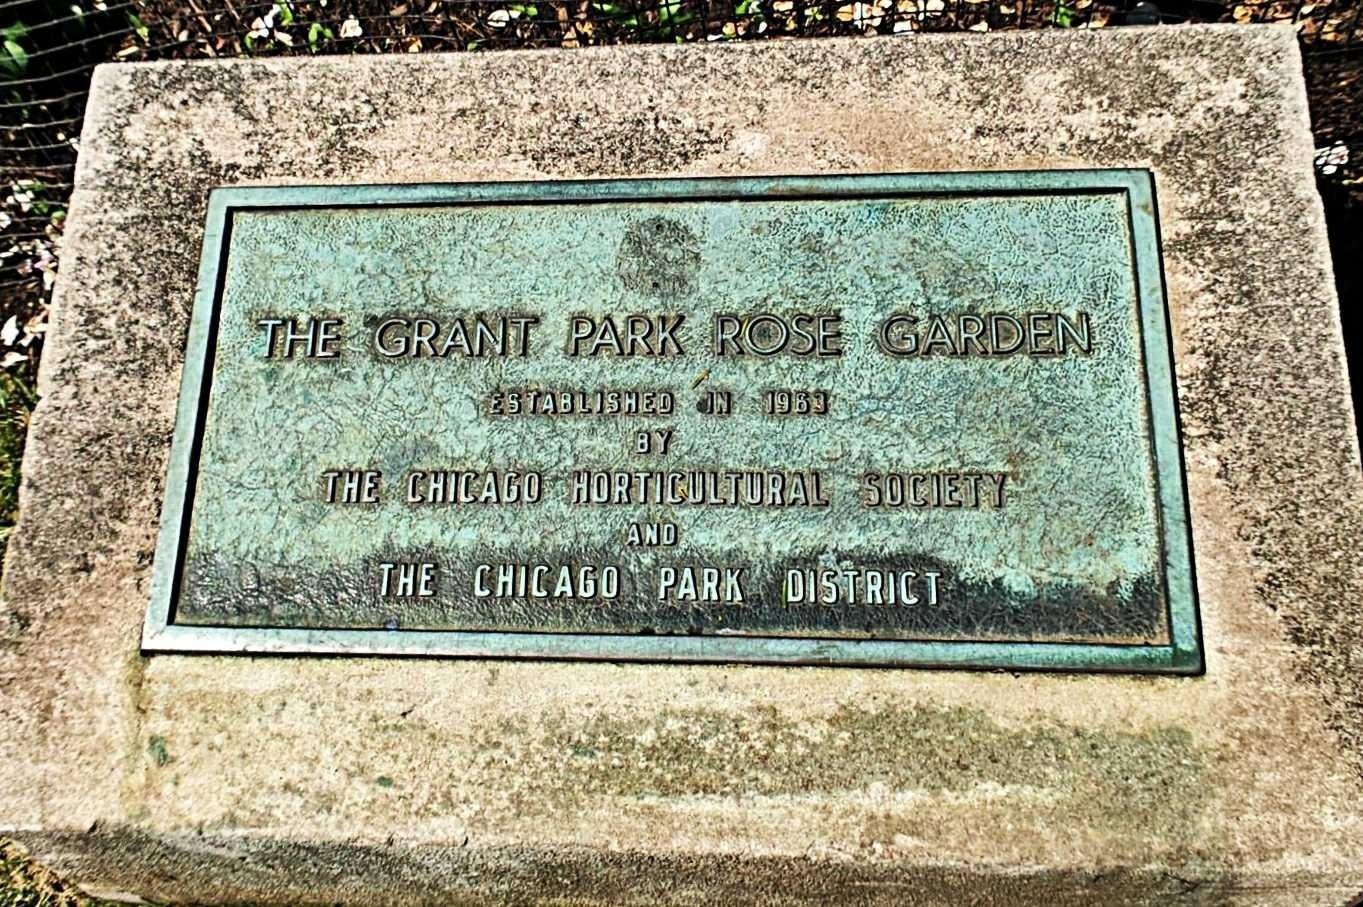 THE GRANT PARK ROSE GARDEN
ESTABLISHED IN 1963
BY
THE CHICAGO HORTICULTURAL SOCIETY
AND
THE CHICAGO PARK DISTRICT